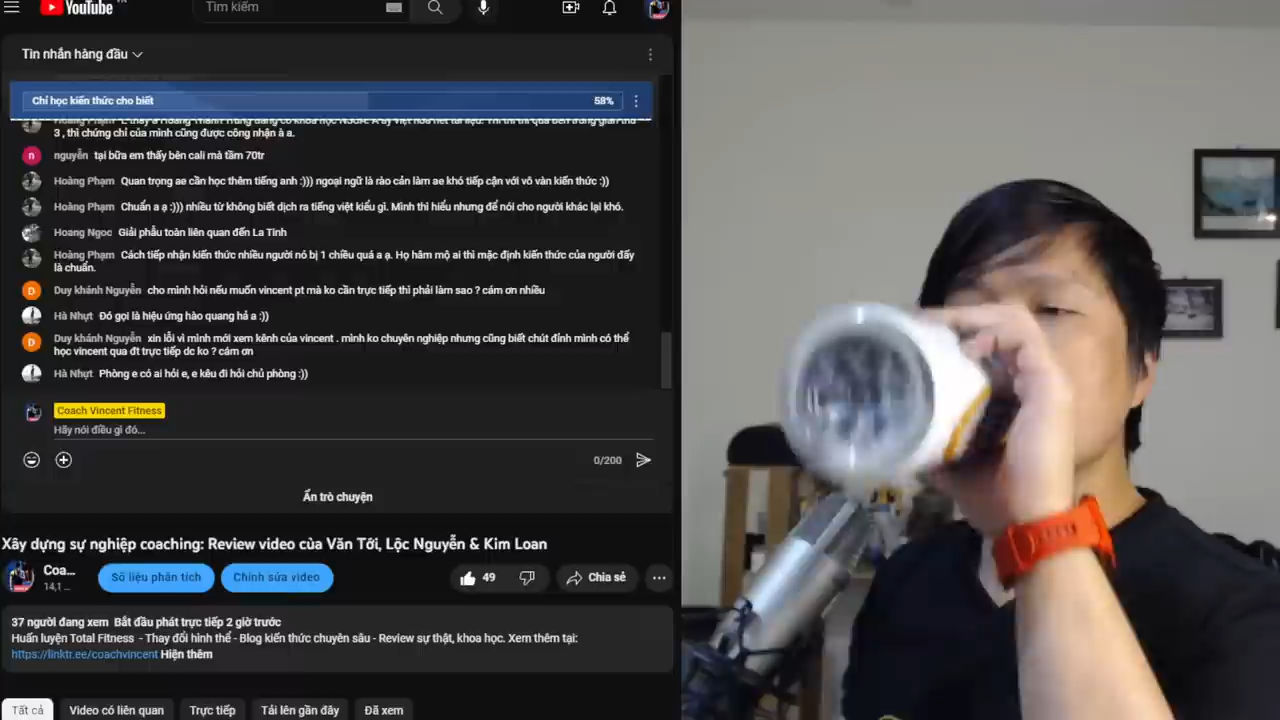 YouTube
Tìm kiếm
Tin nhắn hàng đầu
Chỉ học kiến thức cho biết
58%
3 , thì chứng chỉ của mình cũng được công nhận à a.
n nguyễn tại bữa em thấy bên cali mà tầm 70tr
Hoàng Phạm Quan trọng ae cần học thêm tiếng anh :))) ngoại ngữ là rào cản làm ae khó tiếp cận với vô vàn kiến thức :))
Hoàng Phạm Chuẩn a ạ :))) nhiều từ không biết dịch ra tiếng việt kiểu gì. Mình thì hiểu nhưng để nói cho người khác lại khó.
Hoang Ngoc Giải phẫu toàn liên quan đến La Tinh
Hoàng Phạm Cách tiếp nhận kiến thức nhiều người nó bị 1 chiều quá a ạ. Họ hâm mộ ai thì mặc định kiến thức của người đấy
là chuẩn.
D Duy khánh Nguyễn cho mình hỏi nếu muốn vincent pt mà ko cần trực tiếp thì phải làm sao ? cám ơn nhiều
Hà Nhựt Đó gọi là hiệu ứng hào quang hả a :))
D Duy khánh Nguyễn xin lỗi vì mình mới xem kênh của vincent . mình ko chuyên nghiệp nhưng cũng biết chút đỉnh mình có thể
học vincent qua đt trực tiếp dc ko ? cám ơn
Hà Nhựt Phòng e có ai hỏi e, e kêu đi hỏi chủ phòng :))
Coach Vincent Fitness
Hãy nói điều gì đó...
0/200
Ẩn trò chuyện
Xây dựng sự nghiệp coaching: Review video của Văn Tới, Lộc Nguyễn & Kim Loan
Coa...
14,1 ...
Số liệu phân tích
Chỉnh sửa video
49
Chia sẻ
37 người đang xem Bắt đầu phát trực tiếp 2 giờ trước
Huấn luyện Total Fitness - Thay đổi hình thể - Blog kiến thức chuyên sâu - Review sự thật, khoa học. Xem thêm tại:
https://linktr.ee/coachvincent Hiện thêm
Tất cả
Video có liên quan
Trực tiếp
Tải lên gần đây
Đã xem